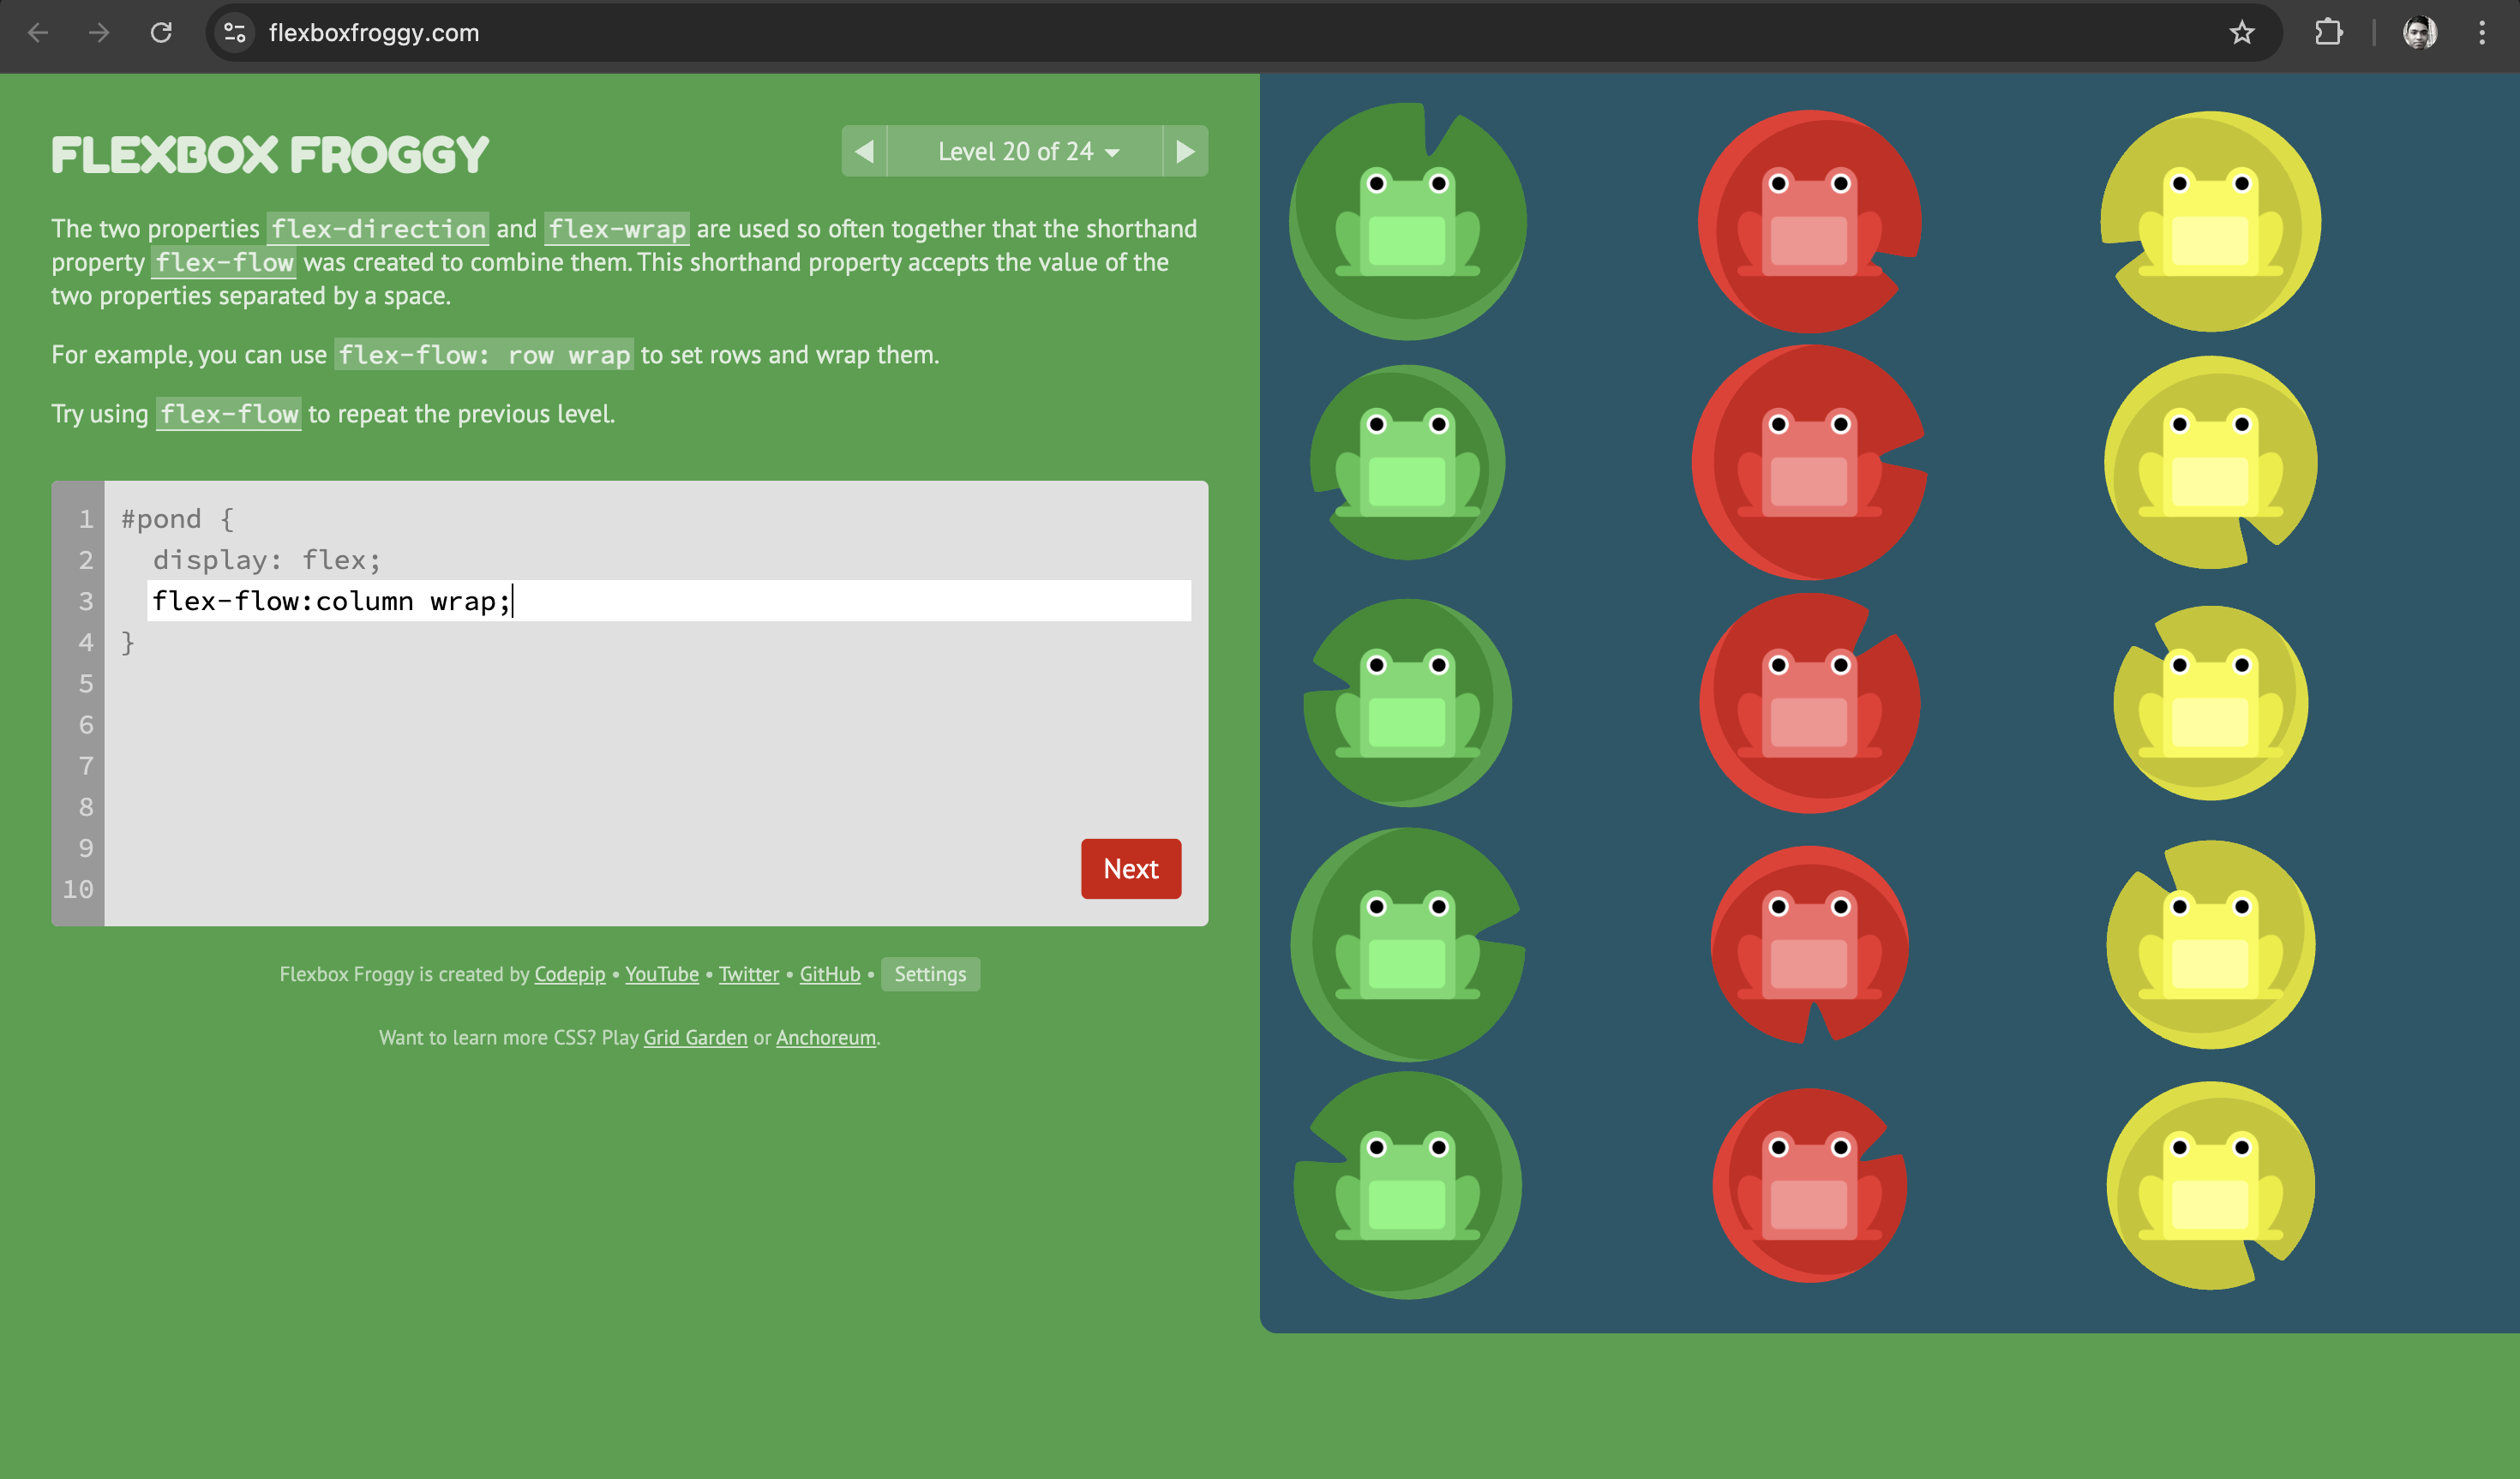 flexboxfroggy.com
FLEXBOX FROGGY
Level 20 of 24
The two properties flex-direction and flex-wrap are used so often together that the shorthand
property flex-flow was created to combine them. This shorthand property accepts the value of the
two properties separated by a space.
For example, you can use flex-flow: row wrap to set rows and wrap them.
Try using flex-flow to repeat the previous level.
1 #pond {
2 display: flex;
3 flex-flow:column wrap;
4 }
5
6
7
8
9
10
Next
Flexbox Froggy is created by Codepip • YouTube • Twitter • GitHub • Settings
Want to learn more CSS? Play Grid Garden or Anchoreum.